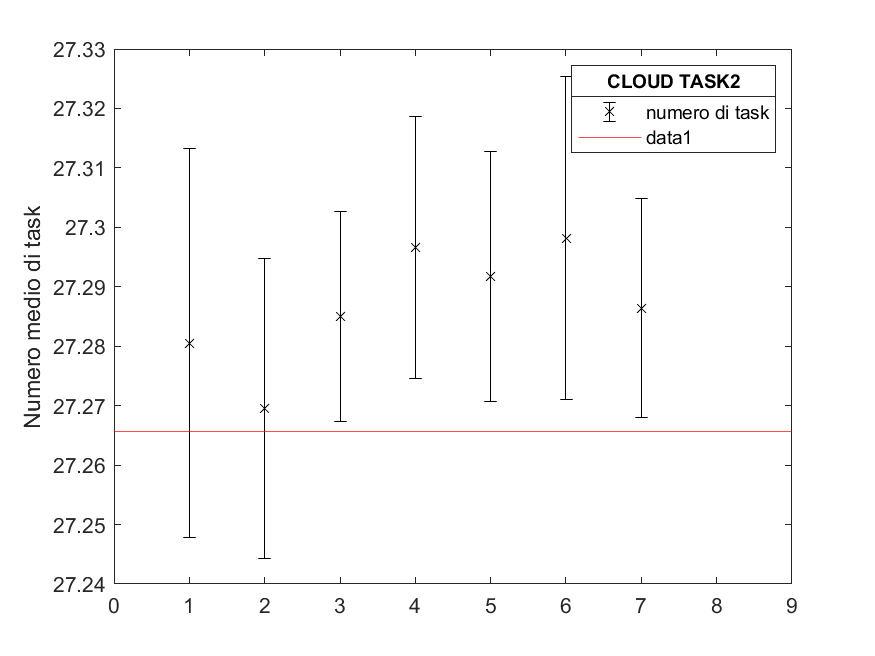 27.33
27.32
27.31
27.3
27.29
27.28
27.27
27.26
27.25
27.24
Numero medio di task
CLOUD TASK2
numero di task
data1
0 1 2 3 4 5 6 7 8 9